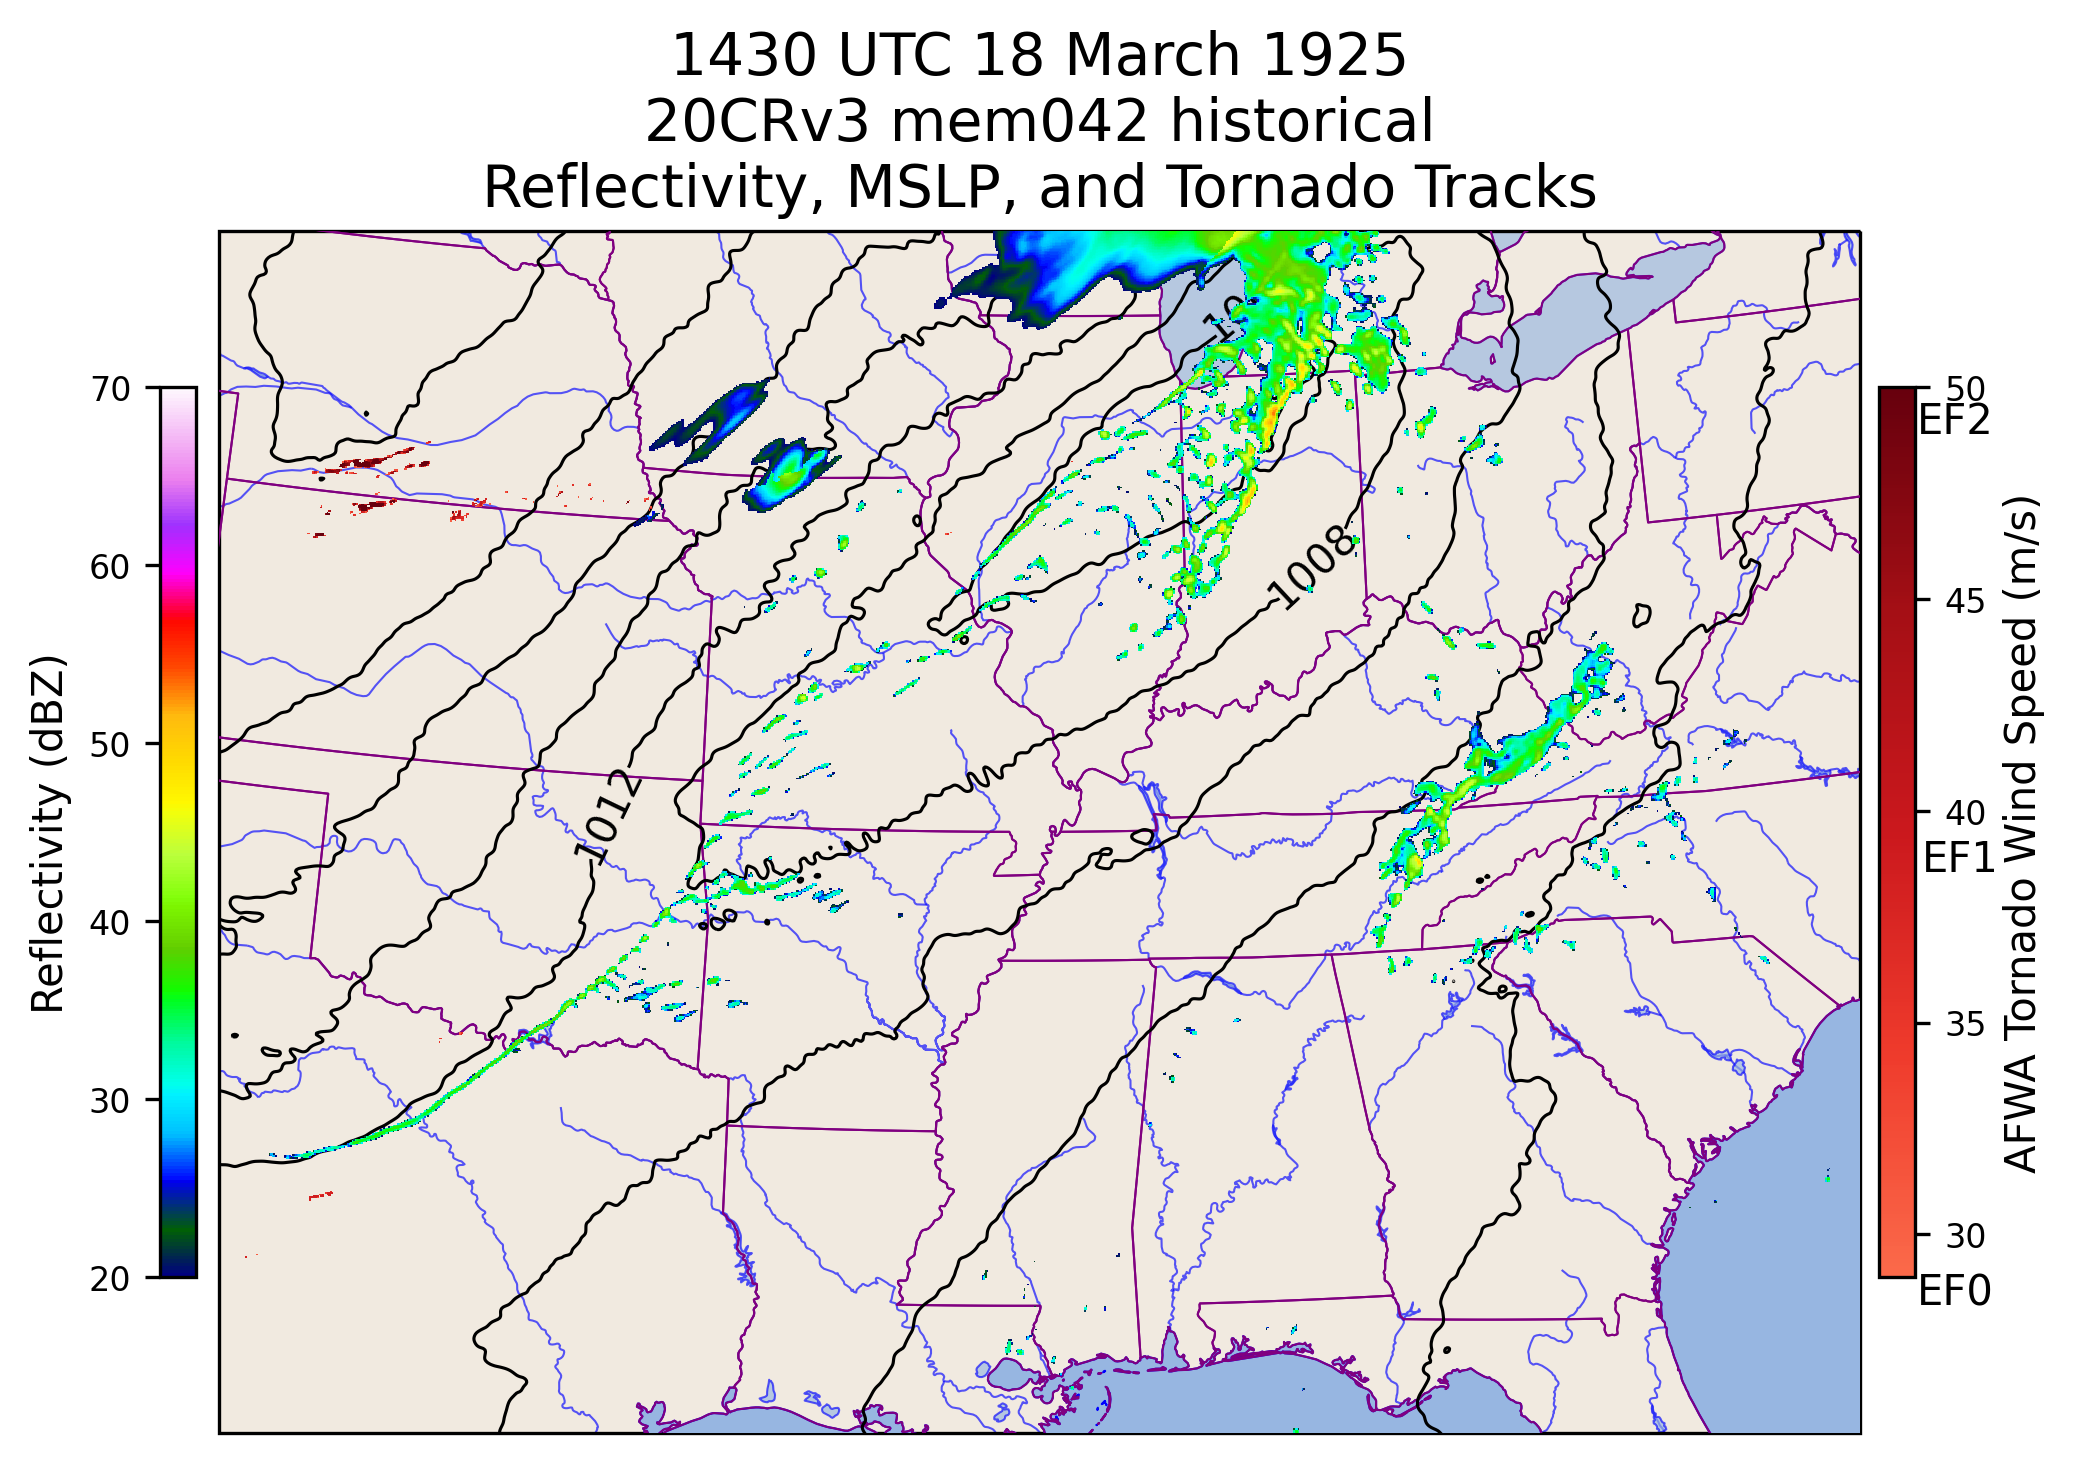 1430 UTC 18 March 1925
20CRv3 mem042 historical
Reflectivity, MSLP, and Tornado Tracks
Reflectivity (dBZ)
70
60
50
40
30
20
10
1008
1012
50
EF2
45
40
EF1
35
30
EF0
AFWA Tornado Wind Speed (m/s)